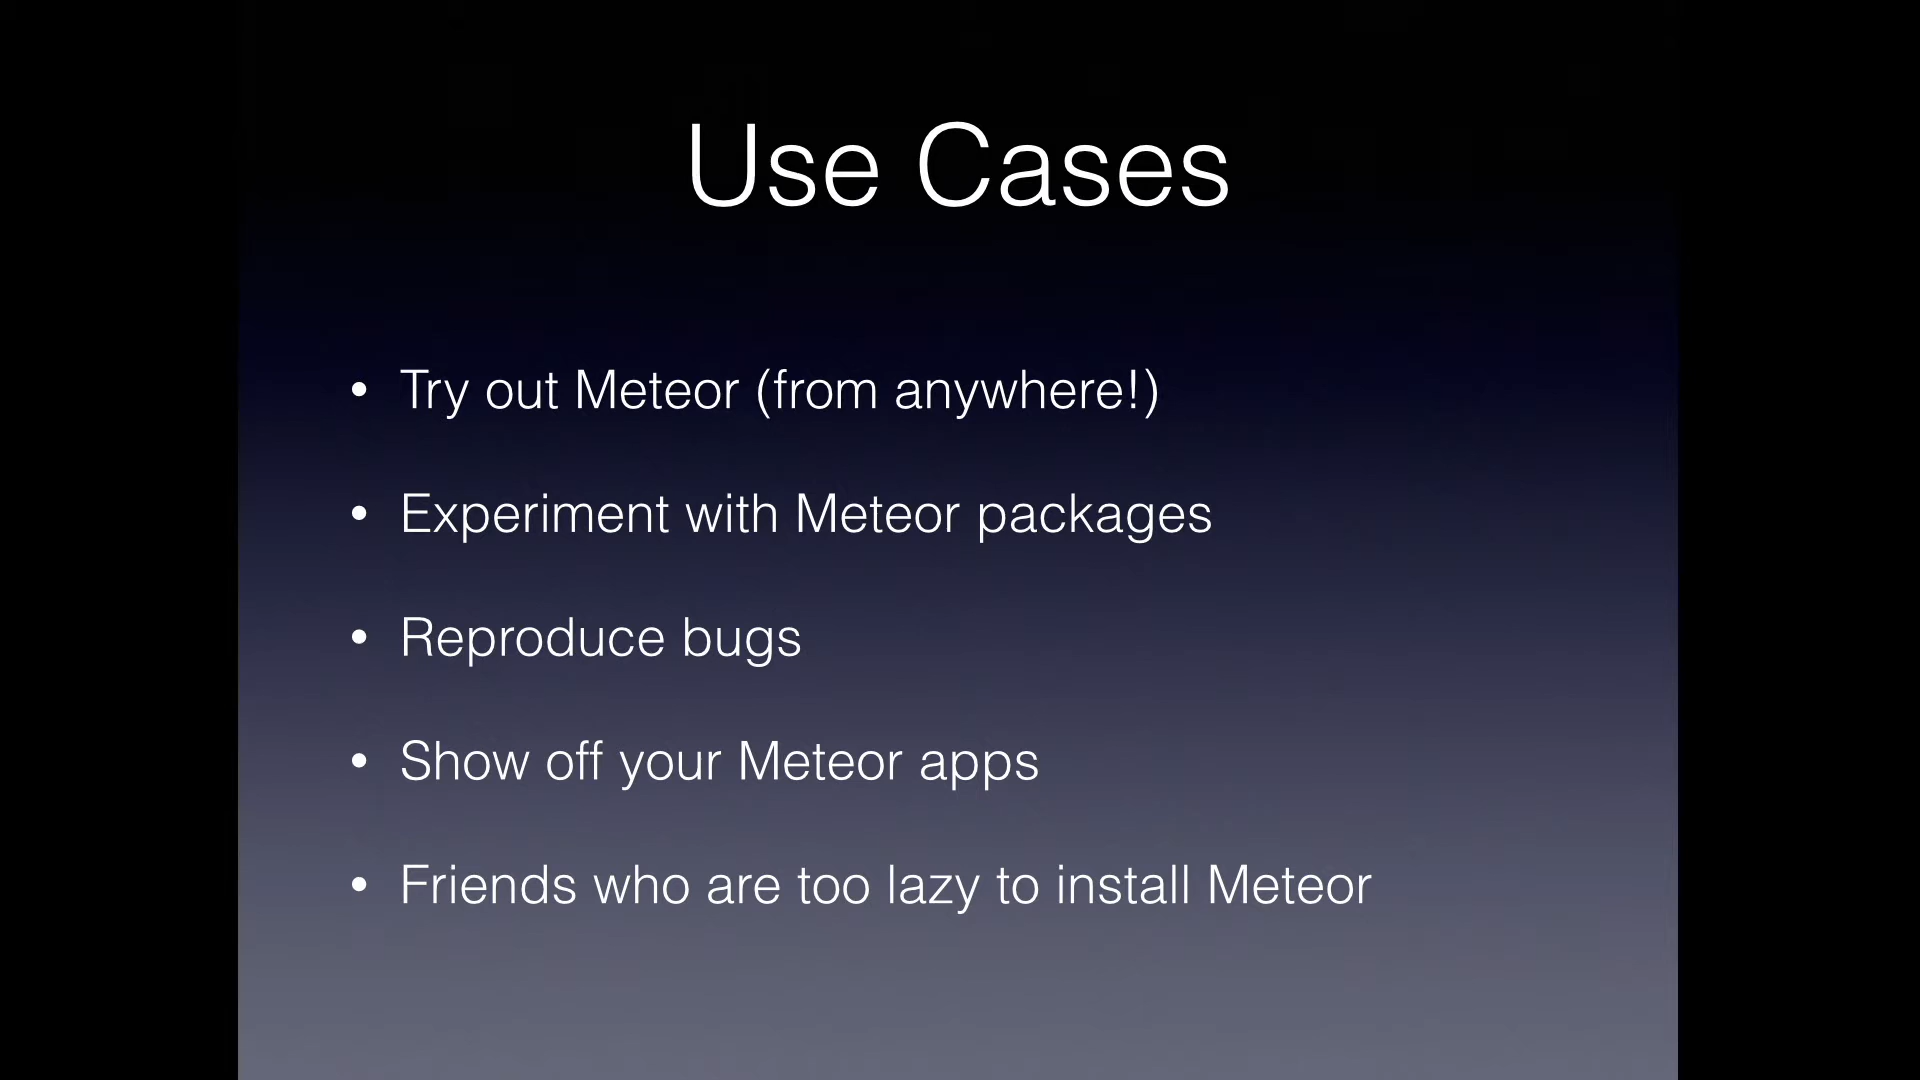 Use Cases
• Try out Meteor (from anywhere!)
• Experiment with Meteor packages
• Reproduce bugs
• Show off your Meteor apps
• Friends who are too lazy to install Meteor